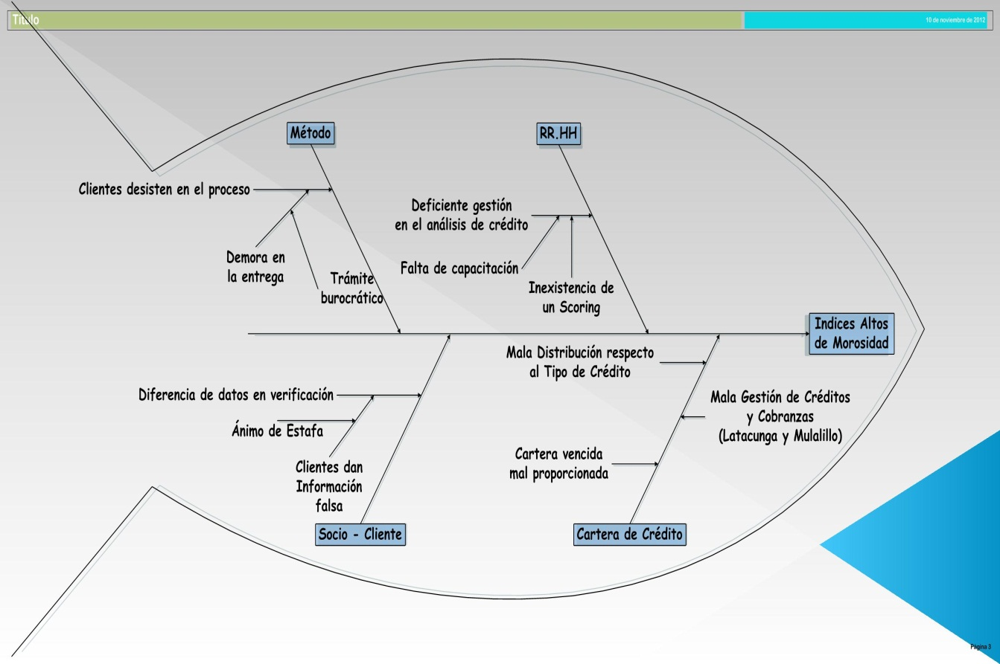 Título
10 de noviembre de 2012
Método
RR.HH
Clientes desisten en el proceso
Deficiente gestión
en el análisis de crédito
Demora en
la entrega
Falta de capacitación
Trámite
burocrático
Inexistencia de
un Scoring
Indices Altos
de Morosidad
Mala Distribución respecto
al Tipo de Crédito
Diferencia de datos en verificación
Mala Gestión de Créditos
y Cobranzas
(Latacunga y Mulalillo)
Ánimo de Estafa
Cartera vencida
mal proporcionada
Clientes dan
Información
falsa
Socio - Cliente
Cartera de Crédito
Página 3